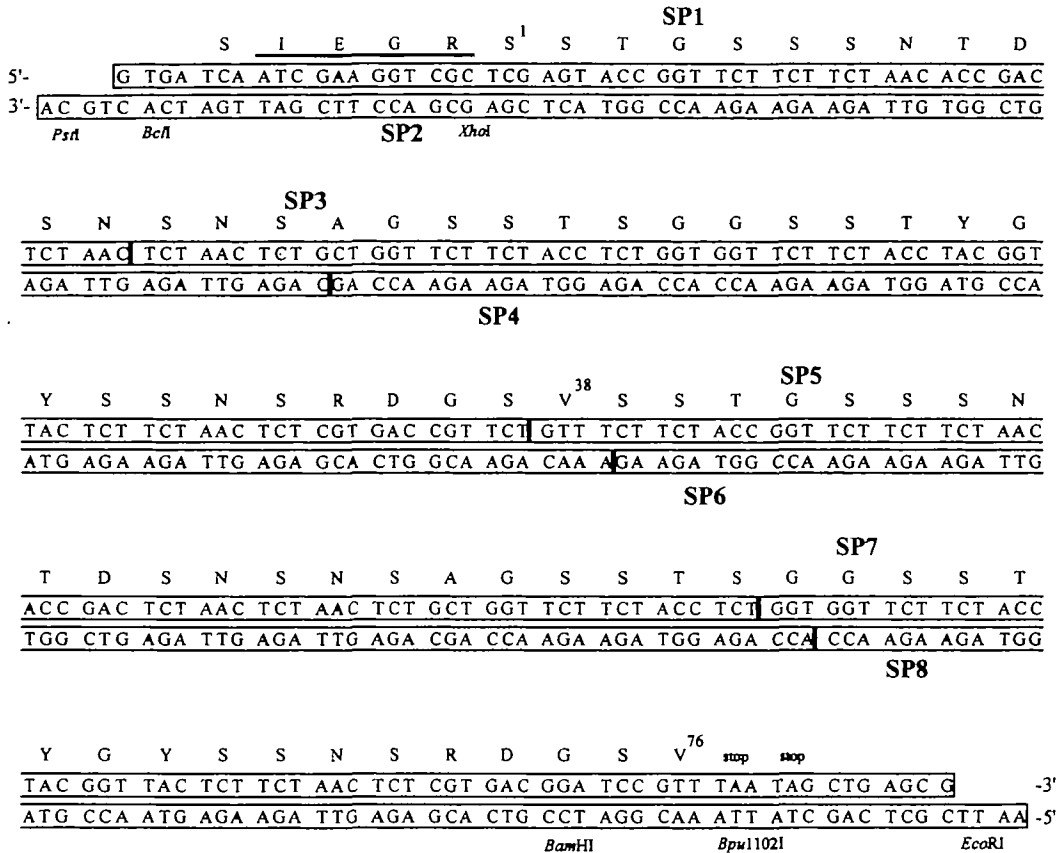 SP1
S I E G R S 1 S T G S S S N T D
5'- G TGA TCA ATC GAA GGT CGC TCG AGT ACC GGT TCT TCT TCT AAC ACC GAC
3'- AC GTC ACT AGT TAG CTT CCA GCG AGC TCA TGG CCA AGA AGA AGA TTG TGG CTG
PstI BclI SP2 XhoI
SP3
S N S N S A G S S T S G G S S T Y G
TCT AAC TCT AAC TCT GCT GGT TCT TCT ACC TCT GGT GGT TCT TCT ACC TAC GGT
AGA TTG AGA TTG AGA CGA CCA AGA AGA TGG AGA CCA CCA AGA AGA TGG ATG CCA
SP4
SP5
Y S S N S R D G S V 38 S S T G S S S N
TAC TCT TCT AAC TCT CGT GAC CGT TCT GTT TCT TCT ACC GGT TCT TCT TCT AAC
ATG AGA AGA TTG AGA GCA CTG GCA AGA CAA AGA AGA TGG CCA AGA AGA AGA TTG
SP6
SP7
T D S N S N S A G S S T S G G S S T
ACC GAC TCT AAC TCT AAC TCT GCT GGT TCT TCT ACC TCT GGT GGT TCT TCT ACC
TGG CTG AGA TTG AGA TTG AGA CGA CCA AGA AGA TGG AGA CCA CCA AGA AGA TGG
SP8
Y G Y S S N S R D G S V 76 stop stop
TAC GGT TAC TCT TCT AAC TCT CGT GAC GGA TCC GTT TAA TAG CTG AGC G -3'
ATG CCA ATG AGA AGA TTG AGA GCA CTG CCT AGG CAA ATT ATC GAC TCG CTT AA -5'
BamHI Bpu1102I EcoRI